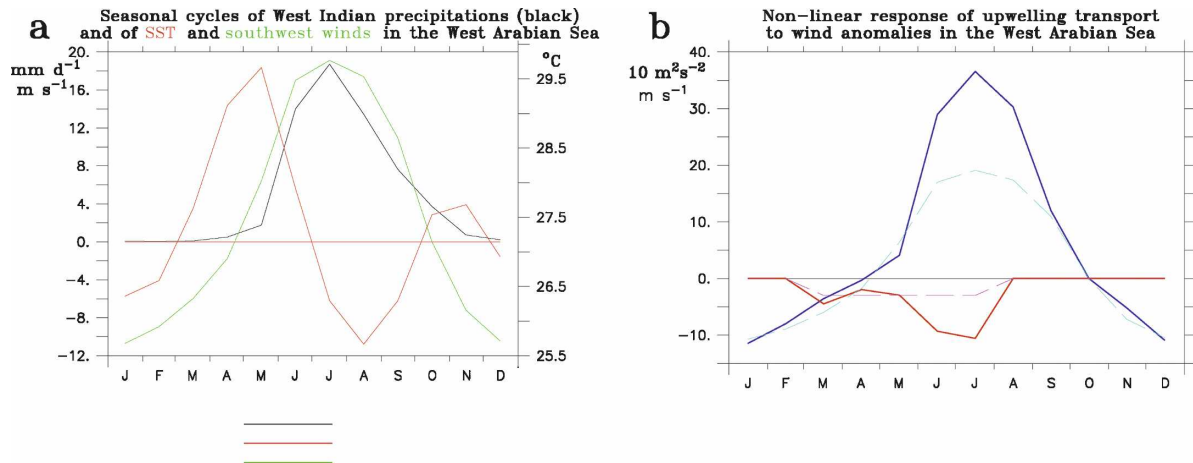 a
Seasonal cycles of West Indian precipitations (black)
and of SST and southwest winds in the West Arabian Sea
mm d⁻¹
m s⁻¹
°C
20.
16.
12.
8.
4.
0.
−4.
−8.
−12.
29.5
28.5
27.5
26.5
25.5
J F M A M J J A S O N D
b
Non−linear response of upwelling transport
to wind anomalies in the West Arabian Sea
10 m²s⁻²
m s⁻¹
40.
30.
20.
10.
0.
−10.
J F M A M J J A S O N D